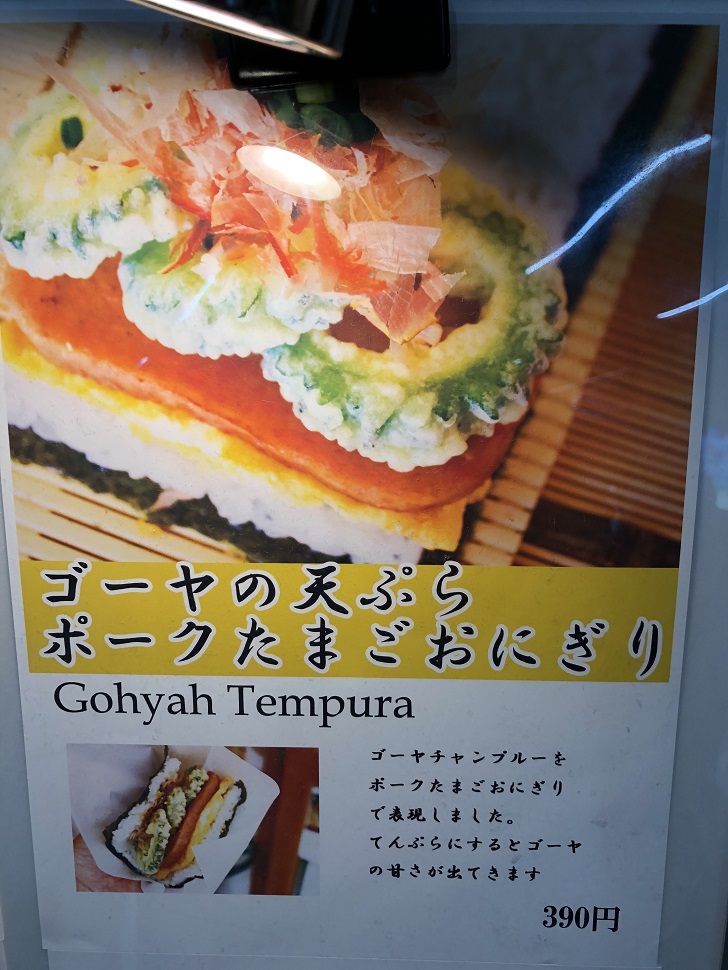 ゴーヤの天ぷら
ポークたまごおにぎり
Gohyah Tempura
ゴーヤチャンプルーを
ポークたまごおにぎり
で表現しました。
てんぷらにするとゴーヤ
の甘さが出てきます
390円